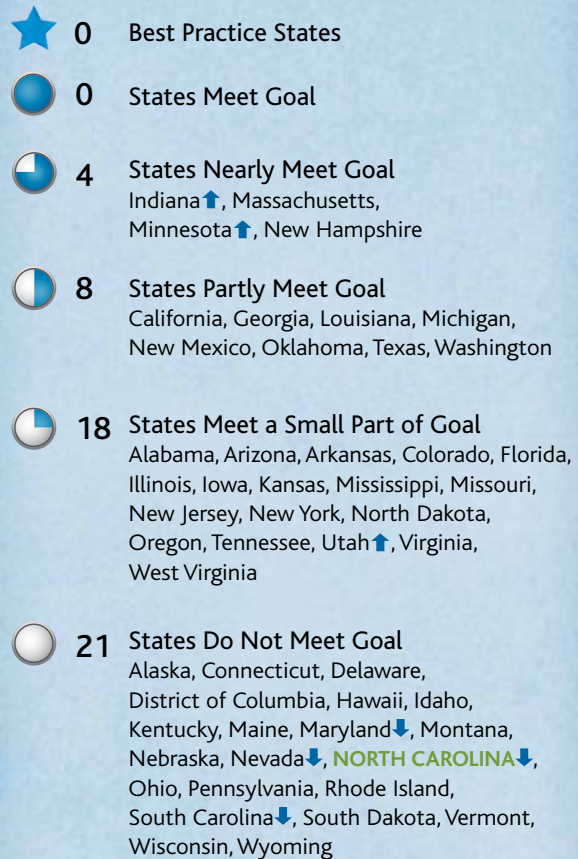 0 Best Practice States
0 States Meet Goal
4 States Nearly Meet Goal
Indiana⬆, Massachusetts,
Minnesota⬆, New Hampshire
8 States Partly Meet Goal
California, Georgia, Louisiana, Michigan,
New Mexico, Oklahoma, Texas, Washington
18 States Meet a Small Part of Goal
Alabama, Arizona, Arkansas, Colorado, Florida,
Illinois, Iowa, Kansas, Mississippi, Missouri,
New Jersey, New York, North Dakota,
Oregon, Tennessee, Utah⬆, Virginia,
West Virginia
21 States Do Not Meet Goal
Alaska, Connecticut, Delaware,
District of Columbia, Hawaii, Idaho,
Kentucky, Maine, Maryland⬇, Montana,
Nebraska, Nevada⬇, NORTH CAROLINA⬇,
Ohio, Pennsylvania, Rhode Island,
South Carolina⬇, South Dakota, Vermont,
Wisconsin, Wyoming